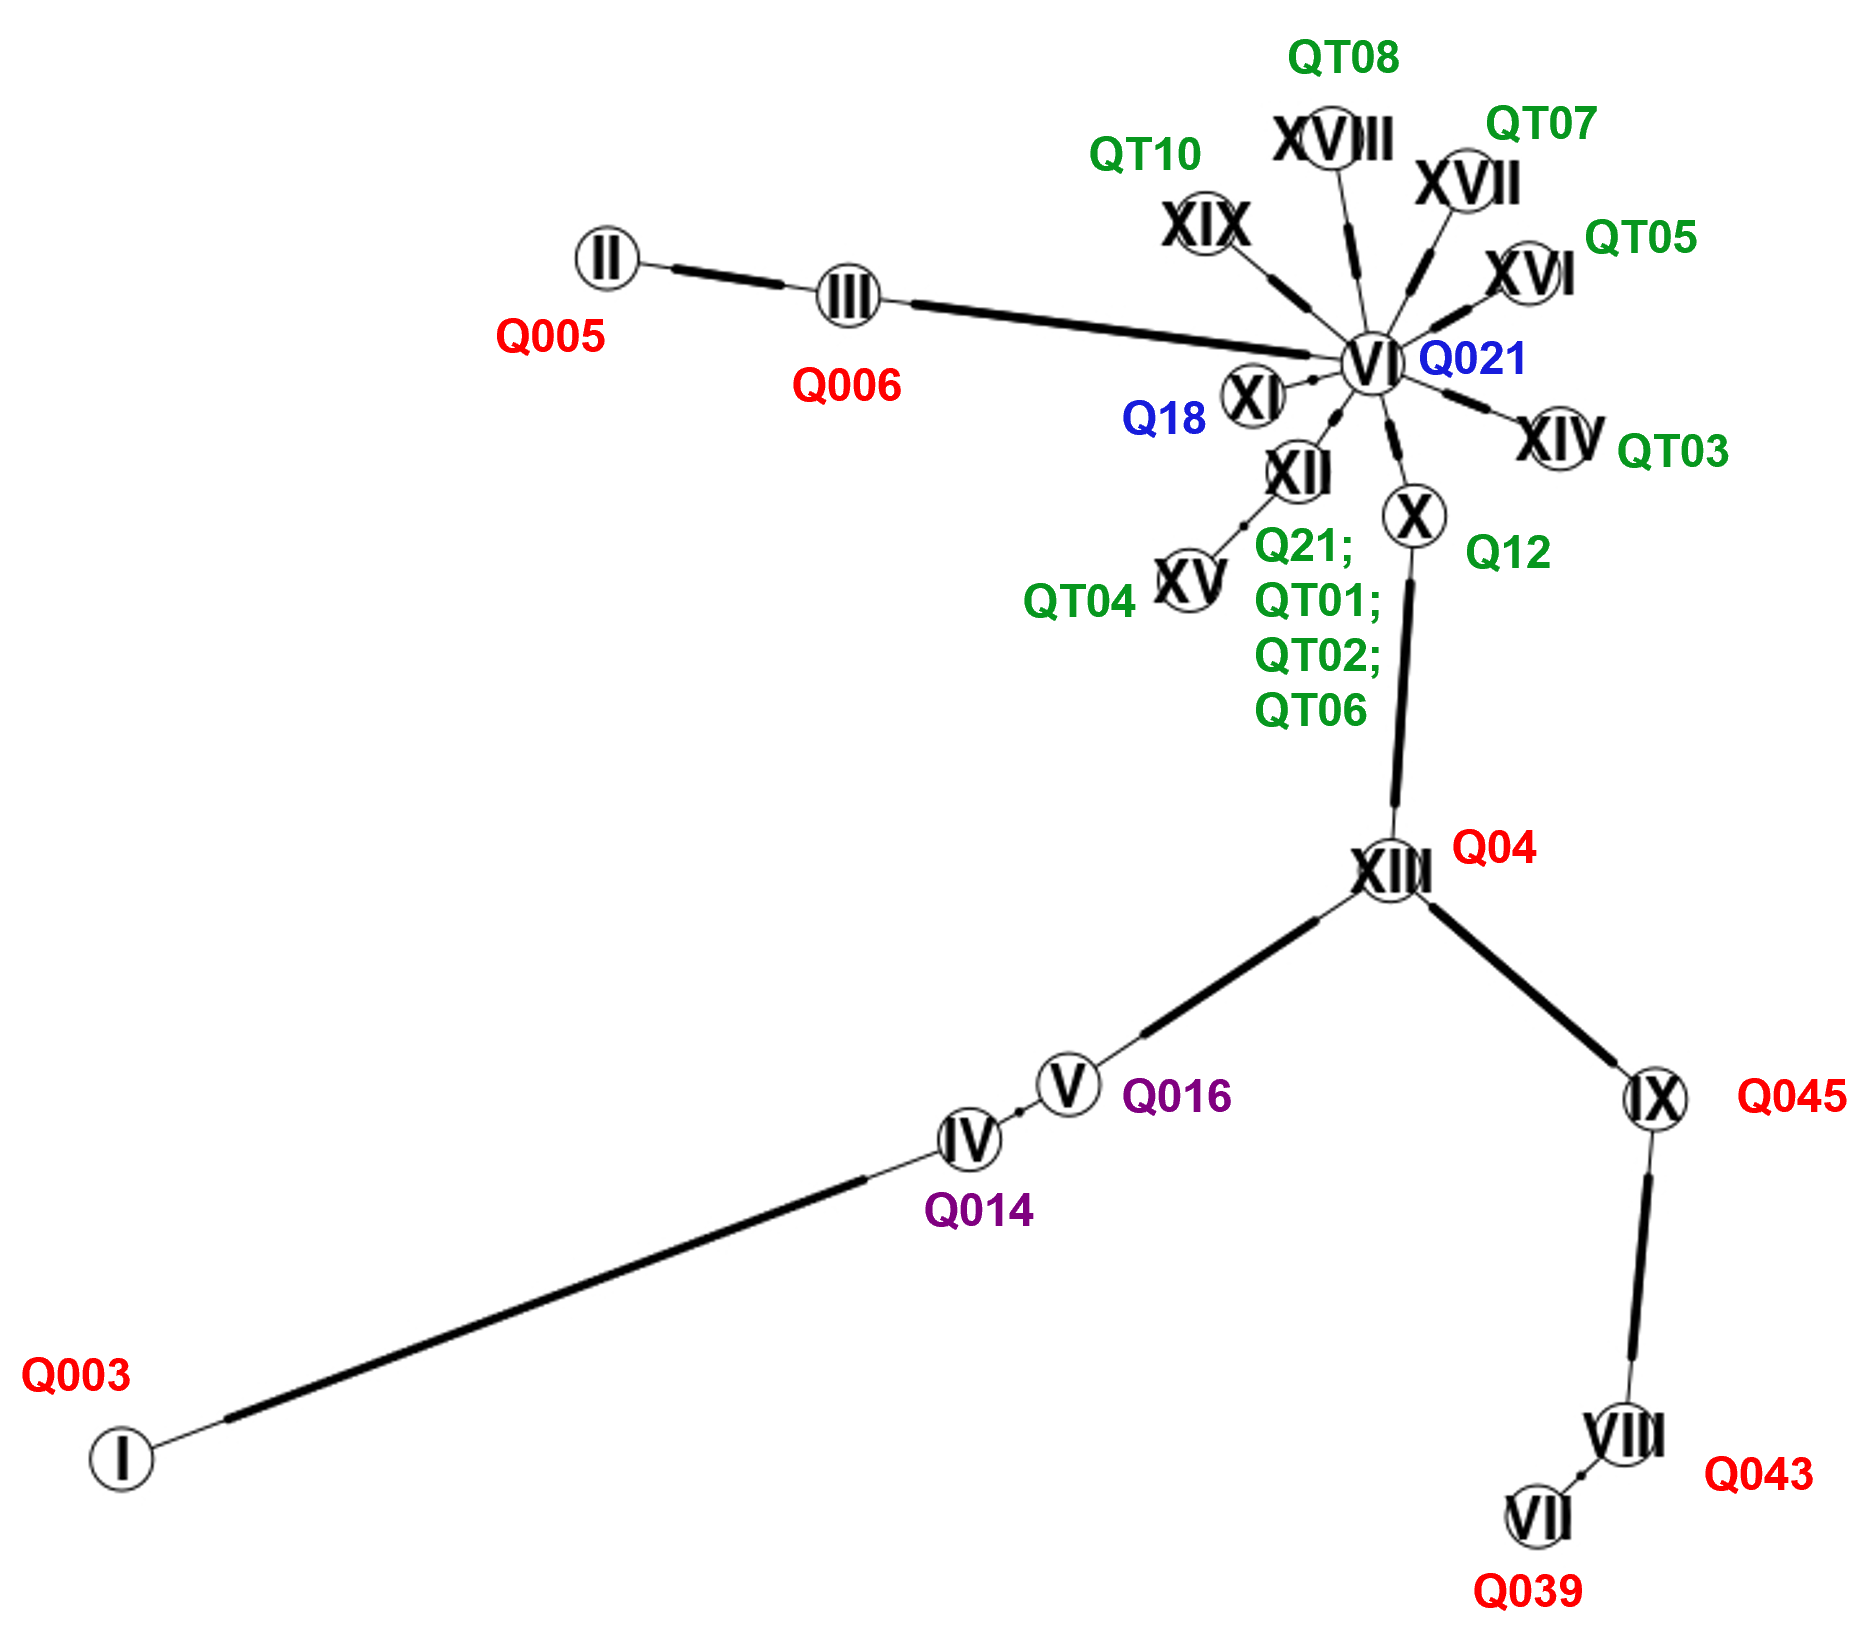 QT08
XVIII
QT07
QT10
XVII
XIX
QT05
II
XVI
III
Q005
VI
Q021
Q006
XI
Q18
XIV
QT03
XII
X
Q12
Q21;
QT01;
QT02;
QT06
XV
QT04
XIII
Q04
V
Q016
IX
Q045
IV
Q014
Q003
I
VIII
Q043
VII
Q039